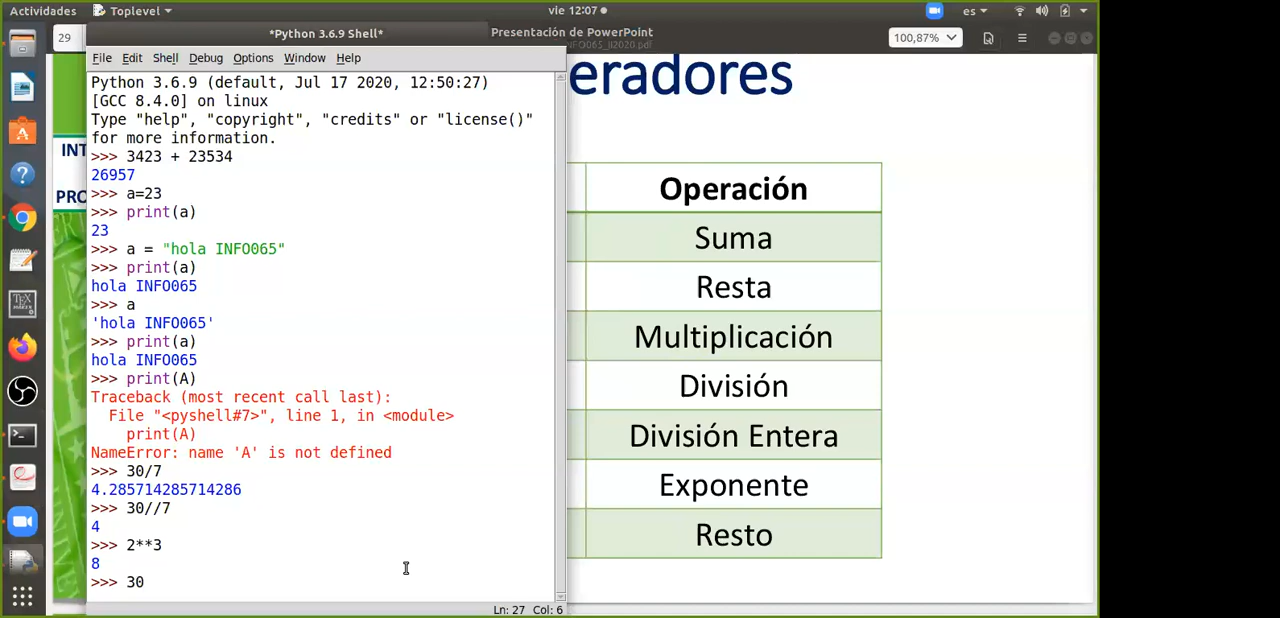 Actividades
Toplevel
vie 12:07
es
29
*Python 3.6.9 Shell*
Presentación de PowerPoint
INFO065_JI2020.pdf
100,87%
File Edit Shell Debug Options Window Help
Python 3.6.9 (default, Jul 17 2020, 12:50:27)
[GCC 8.4.0] on linux
Type "help", "copyright", "credits" or "license()"
for more information.
>>> 3423 + 23534
26957
>>> a=23
>>> print(a)
23
>>> a = "hola INFO065"
>>> print(a)
hola INFO065
>>> a
'hola INFO065'
>>> print(a)
hola INFO065
>>> print(A)
Traceback (most recent call last):
File "<pyshell#7>", line 1, in <module>
print(A)
NameError: name 'A' is not defined
>>> 30/7
4.285714285714286
>>> 30//7
4
>>> 2**3
8
>>> 30
Ln: 27 Col: 6
INT
PRO
eradores
Operación
Suma
Resta
Multiplicación
División
División Entera
Exponente
Resto